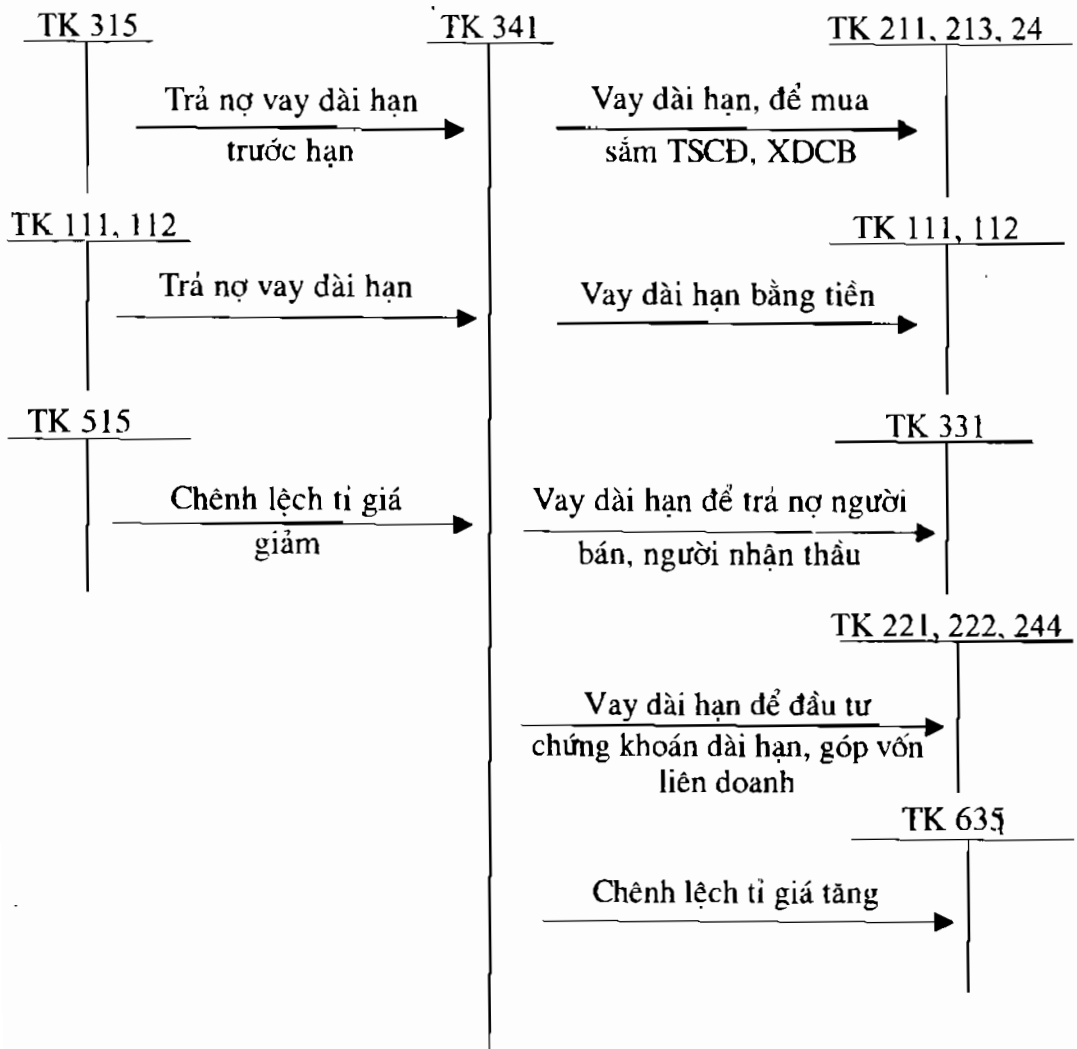 TK 315
TK 341
TK 211, 213, 24
Trả nợ vay dài hạn
trước hạn
Vay dài hạn, để mua
sắm TSCĐ, XDCB
TK 111, 112
TK 111, 112
Trả nợ vay dài hạn
Vay dài hạn bằng tiền
TK 515
TK 331
Chênh lệch tỉ giá
giảm
Vay dài hạn để trả nợ người
bán, người nhận thầu
TK 221, 222, 244
Vay dài hạn để đầu tư
chứng khoán dài hạn, góp vốn
liên doanh
TK 635
Chênh lệch tỉ giá tăng